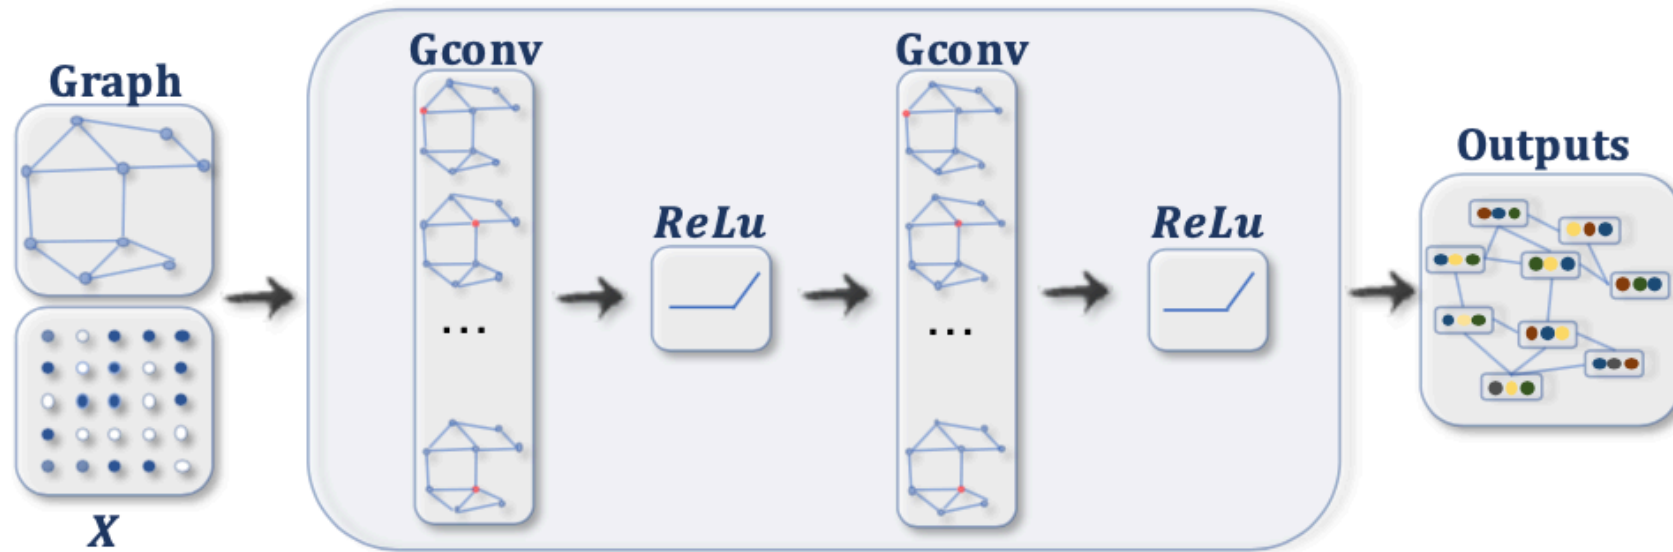 Graph
X
Gconv
...
ReLu
Gconv
...
ReLu
Outputs